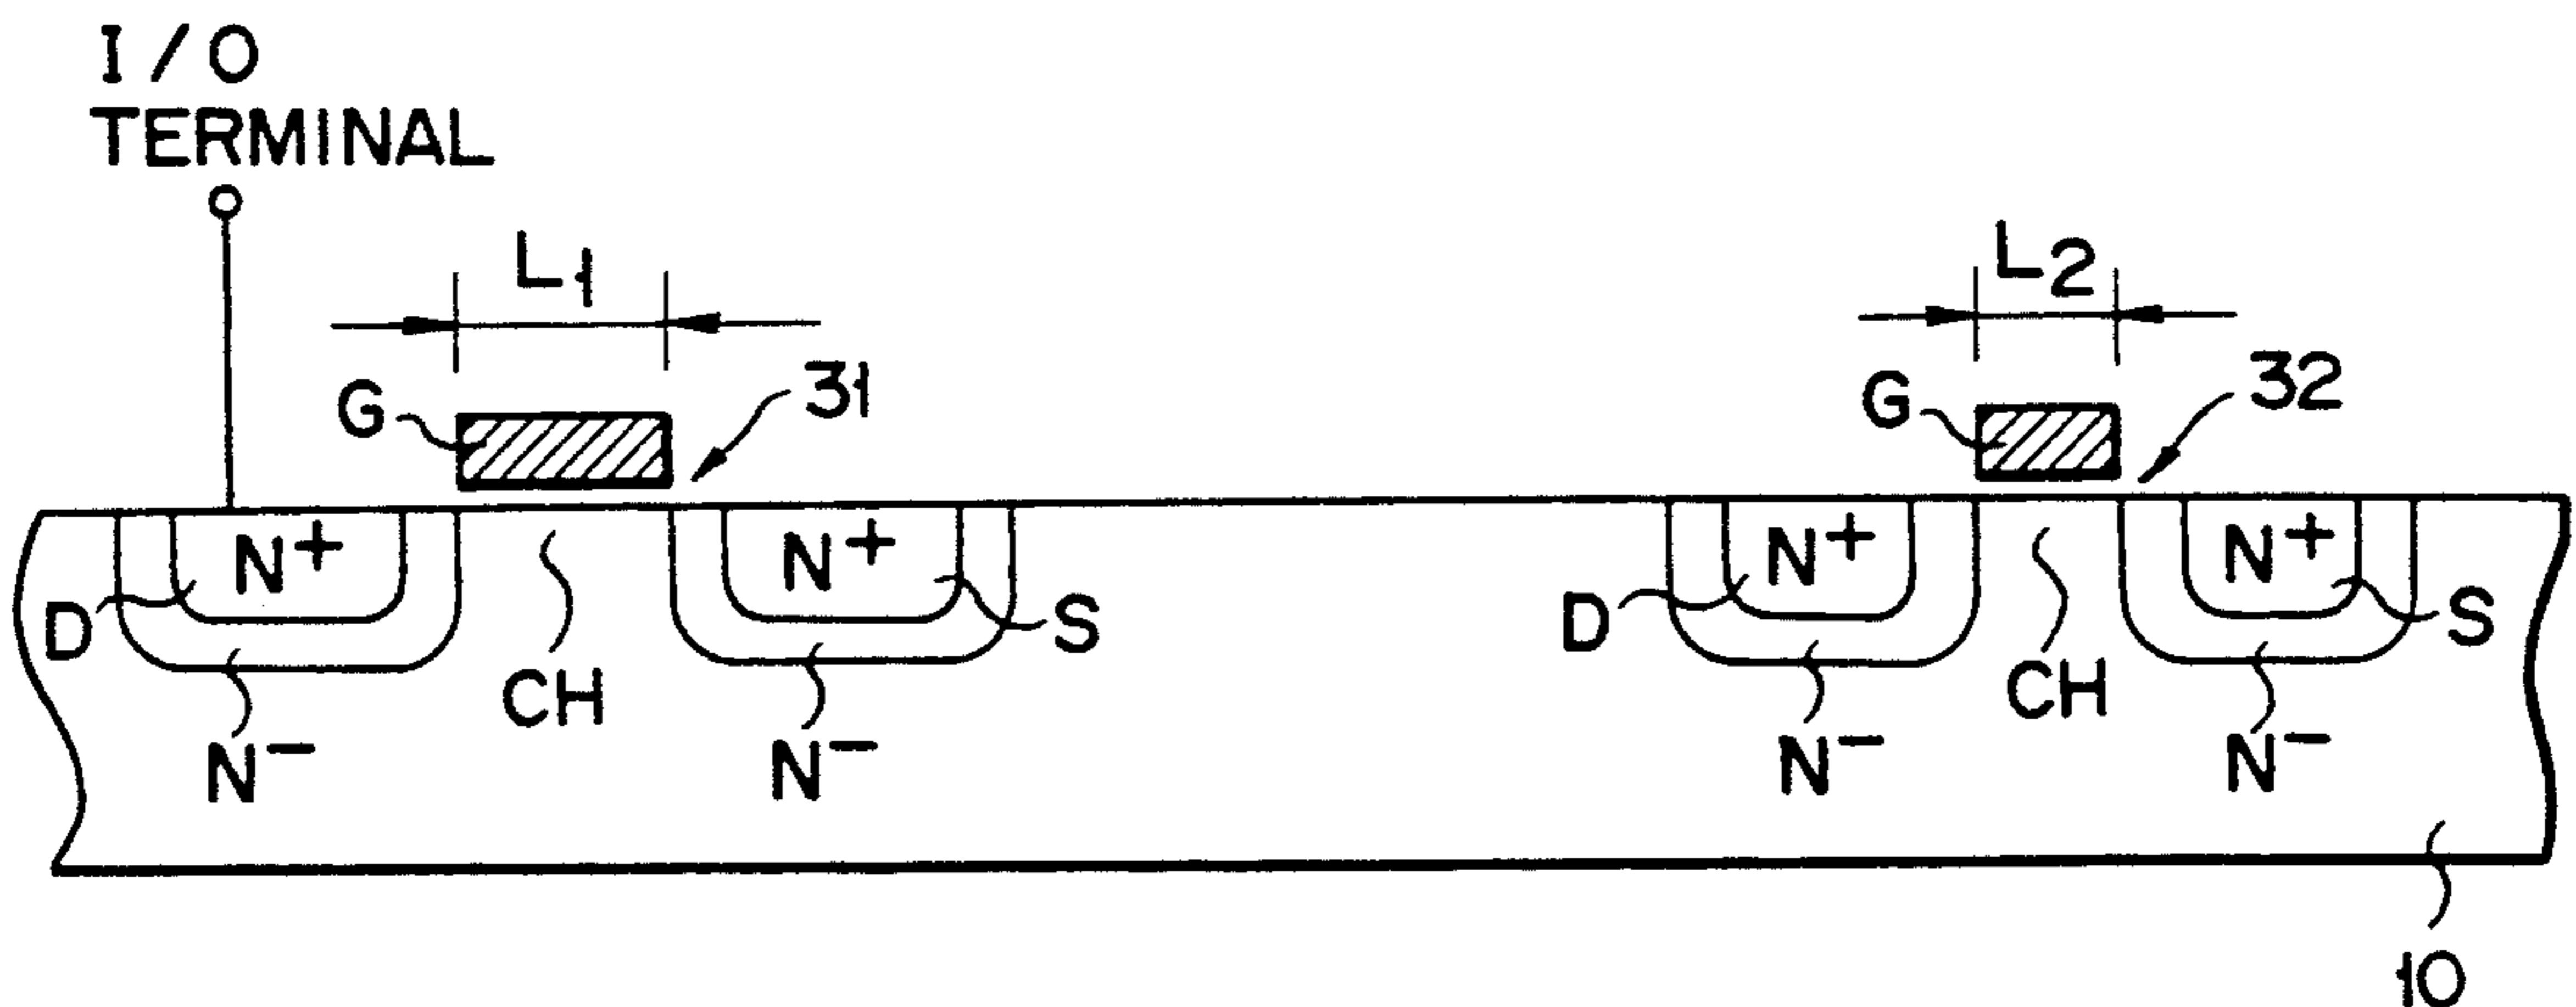 I/O
TERMINAL
L1
L2
G
31
G
32
N+
N+
N+
N+
D
S
D
S
CH
CH
N−
N−
N−
N−
10